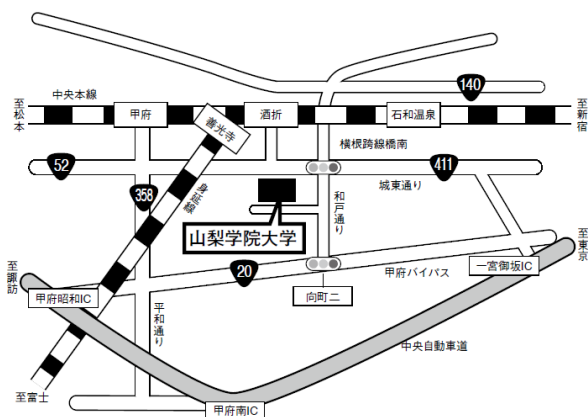 140
中央本線
至松本
甲府
善光寺
酒折
石和温泉
至新宿
横根跨線橋南
52
411
城東通り
358
身延線
和戸通り
山梨学院大学
至東京
至諏訪
20
甲府バイパス
一宮御坂IC
甲府昭和IC
向町二
平和通り
中央自動車道
至富士
甲府南IC